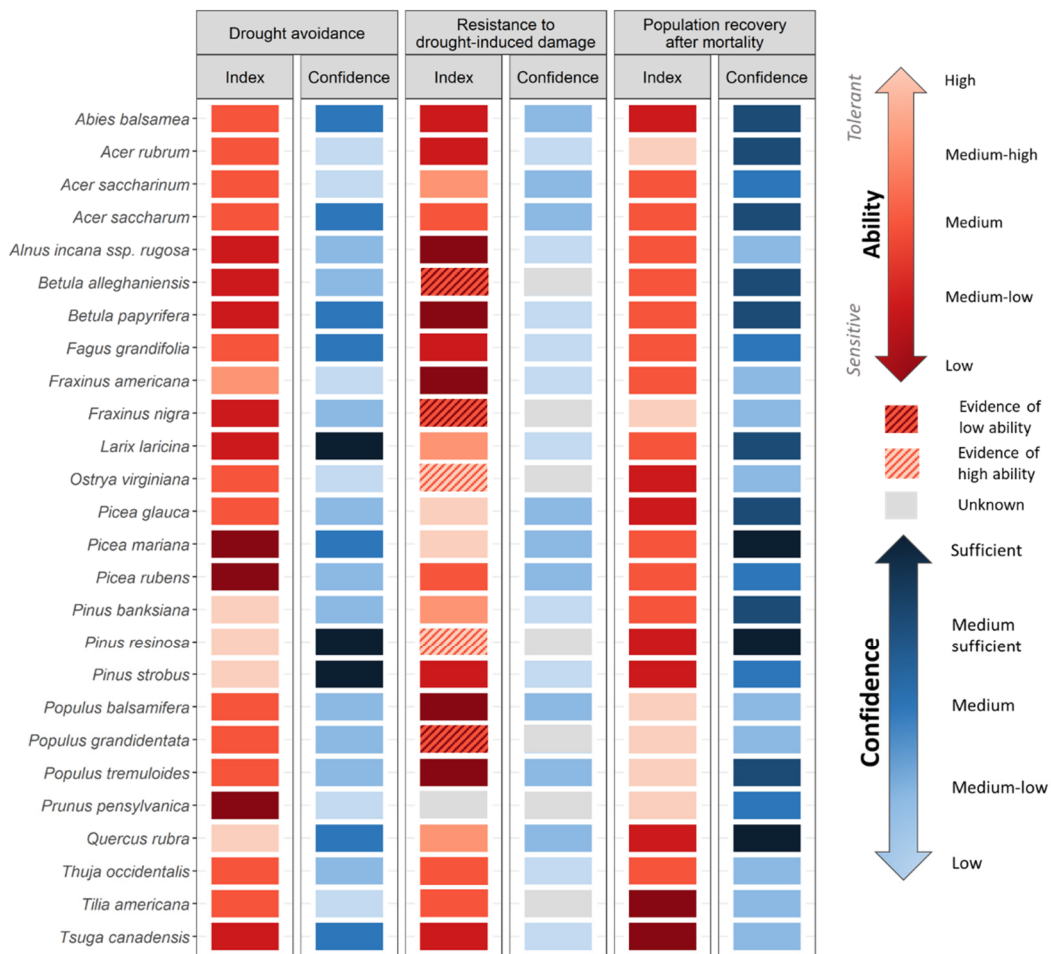 Drought avoidance
Resistance to
drought-induced damage
Population recovery
after mortality
Index
Confidence
Index
Confidence
Index
Confidence
Abies balsamea
Acer rubrum
Acer saccharinum
Acer saccharum
Alnus incana ssp. rugosa
Betula alleghaniensis
Betula papyrifera
Fagus grandifolia
Fraxinus americana
Fraxinus nigra
Larix laricina
Ostrya virginiana
Picea glauca
Picea mariana
Picea rubens
Pinus banksiana
Pinus resinosa
Pinus strobus
Populus balsamifera
Populus grandidentata
Populus tremuloides
Prunus pensylvanica
Quercus rubra
Thuja occidentalis
Tilia americana
Tsuga canadensis
Tolerant
Sensitive
Ability
High
Medium-high
Medium
Medium-low
Low
Evidence of
low ability
Evidence of
high ability
Unknown
Confidence
Sufficient
Medium
sufficient
Medium
Medium-low
Low